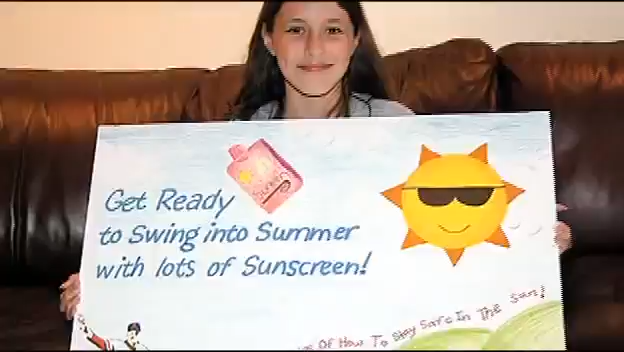 Get Ready
to Swing into Summer
with lots of Sunscreen!
Of How To Stay Safe In The Sun!